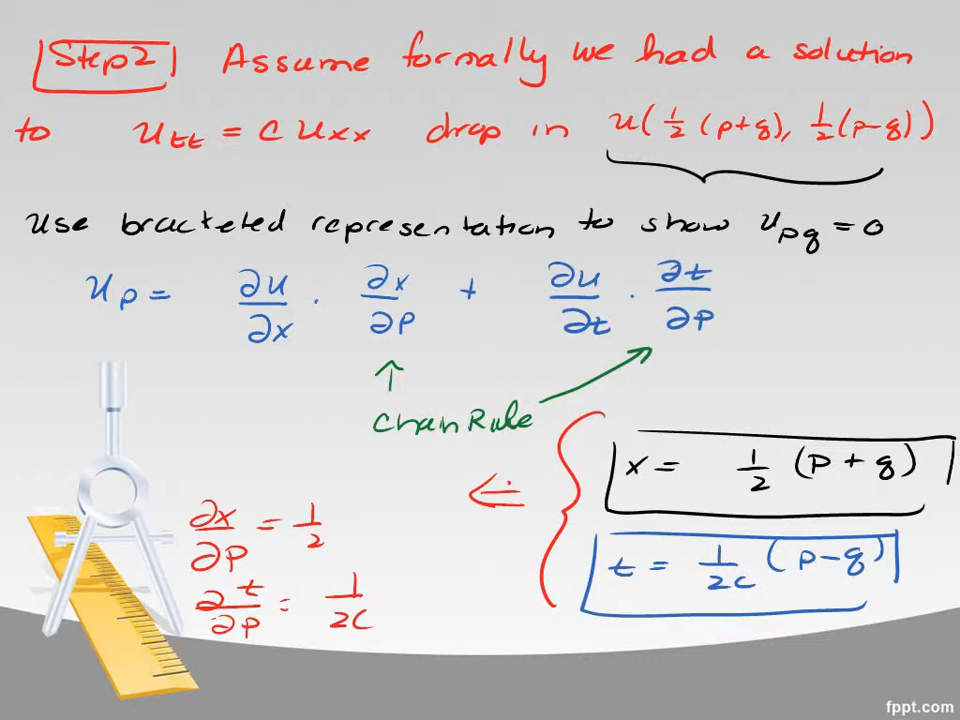 Step 2 Assume formally we had a solution
to u_tt = c u_xx drop in u(1/2 (p+q), 1/2 (p-q))
Use bracketed representation to show u_pq = 0
u_p = ∂u/∂x · ∂x/∂p + ∂u/∂t · ∂t/∂p
↑ Chain Rule
x = 1/2 (p + q)
∂x/∂p = 1/2 ⇐
t = 1/2c (p-q)
∂t/∂p = 1/2c
fppt.com